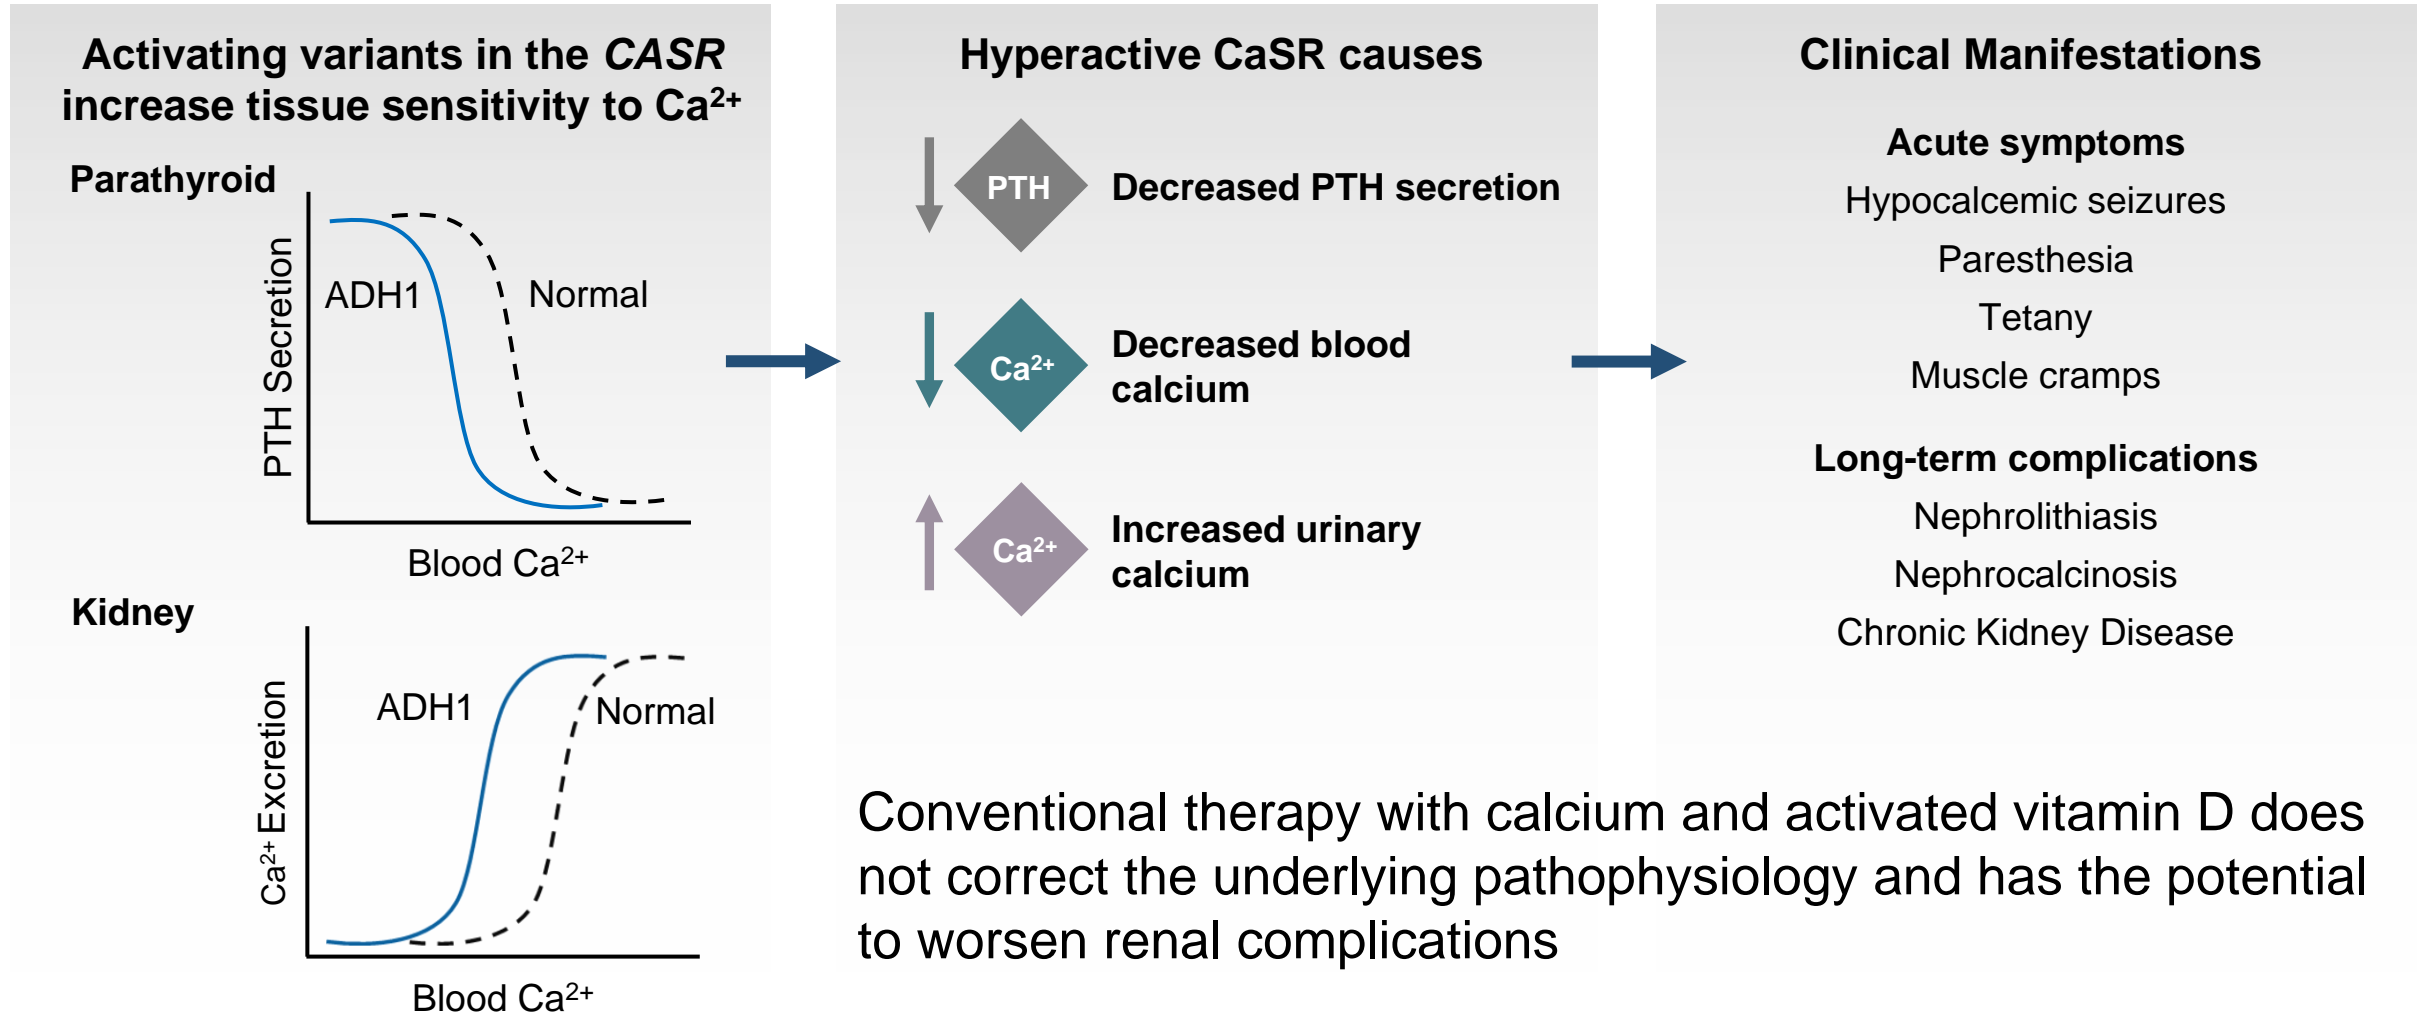 Activating variants in the CASR
increase tissue sensitivity to Ca²⁺
Parathyroid
PTH Secretion
ADH1
Normal
Blood Ca²⁺
Kidney
Ca²⁺ Excretion
ADH1
Normal
Blood Ca²⁺
Hyperactive CaSR causes
PTH
Decreased PTH secretion
Ca²⁺
Decreased blood
calcium
Ca²⁺
Increased urinary
calcium
Clinical Manifestations
Acute symptoms
Hypocalcemic seizures
Paresthesia
Tetany
Muscle cramps
Long-term complications
Nephrolithiasis
Nephrocalcinosis
Chronic Kidney Disease
Conventional therapy with calcium and activated vitamin D does
not correct the underlying pathophysiology and has the potential
to worsen renal complications